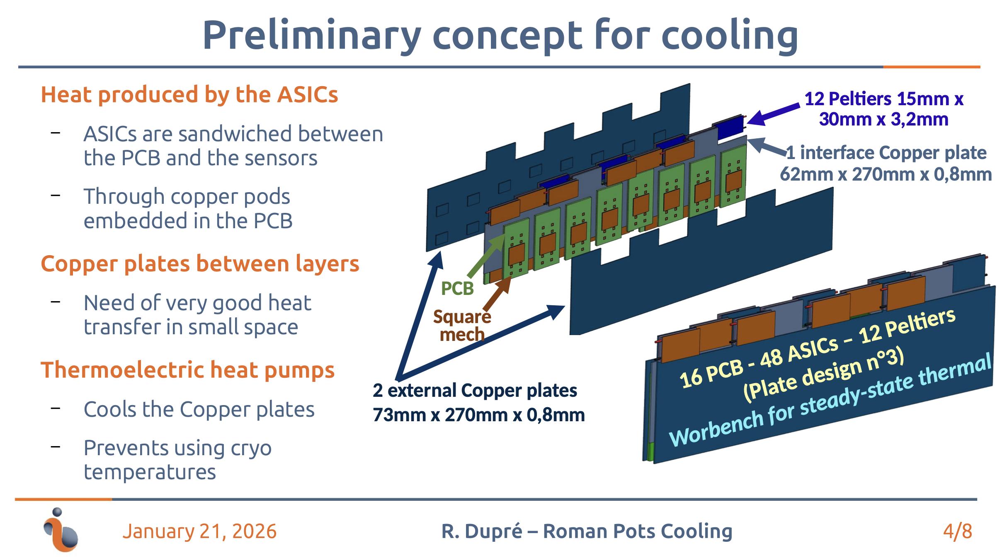 Preliminary concept for cooling
Heat produced by the ASICs
– ASICs are sandwiched between
the PCB and the sensors
– Through copper pods
embedded in the PCB
Copper plates between layers
– Need of very good heat
transfer in small space
Thermoelectric heat pumps
– Cools the Copper plates
– Prevents using cryo
temperatures
12 Peltiers 15mm x
30mm x 3,2mm
1 interface Copper plate
62mm x 270mm x 0,8mm
PCB
Square
mech
2 external Copper plates
73mm x 270mm x 0,8mm
16 PCB - 48 ASICs – 12 Peltiers
(Plate design n°3)
Worbench for steady-state thermal
January 21, 2026
R. Dupré – Roman Pots Cooling
4/8